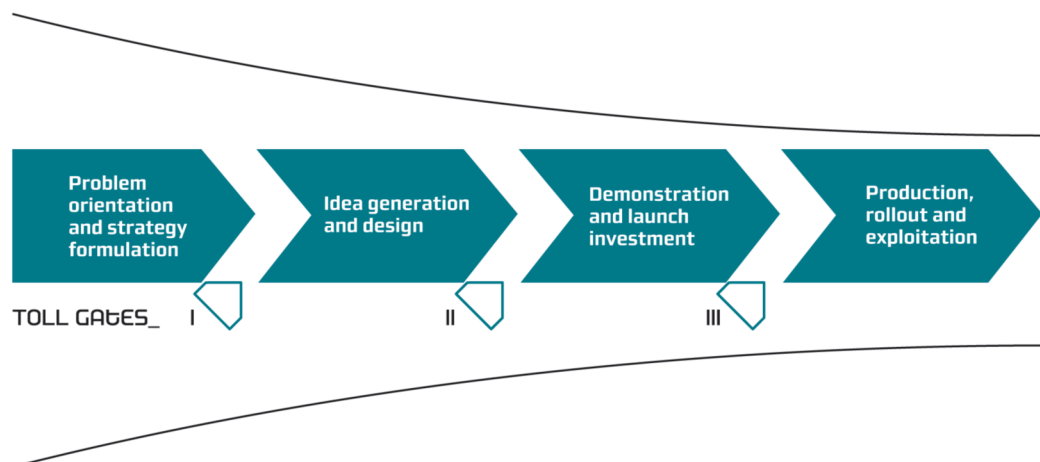 Problem
orientation
and strategy
formulation
Idea generation
and design
Demonstration
and launch
investment
Production,
rollout and
exploitation
TOLL GATES_ I II III